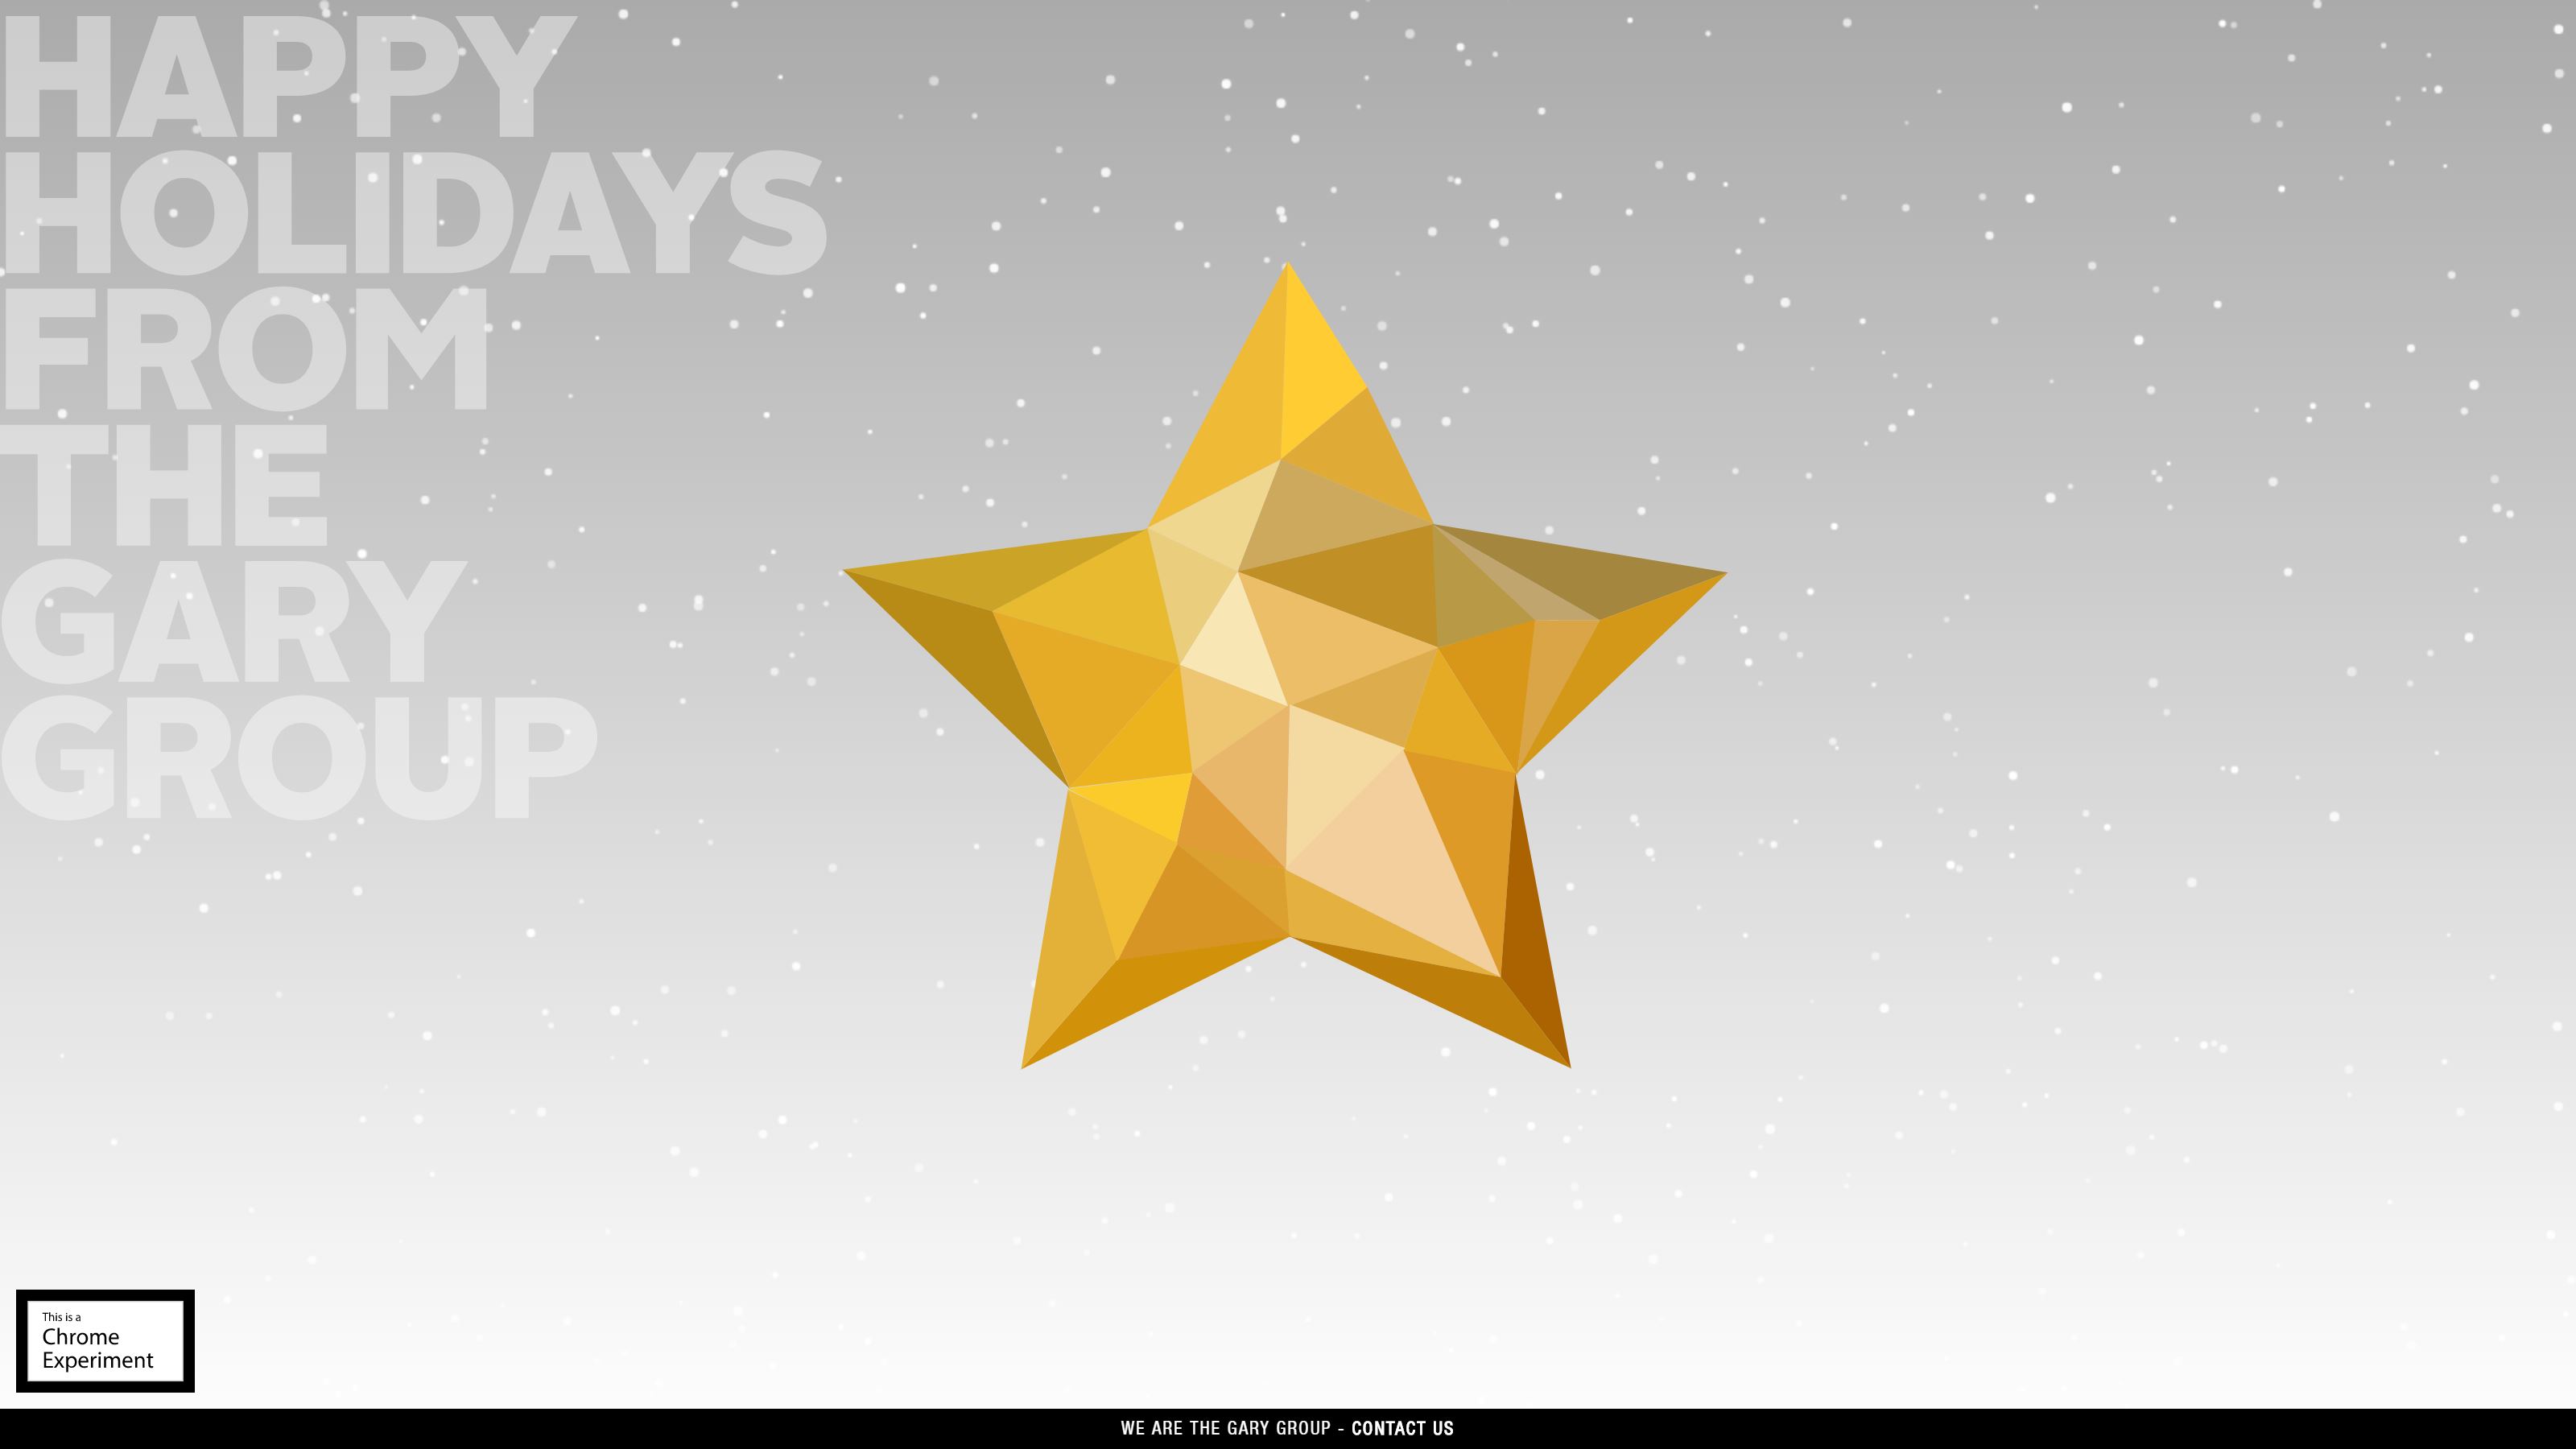 HAPPY
HOLIDAYS
FROM
THE
GARY
GROUP
This is a
Chrome
Experiment
WE ARE THE GARY GROUP - CONTACT US